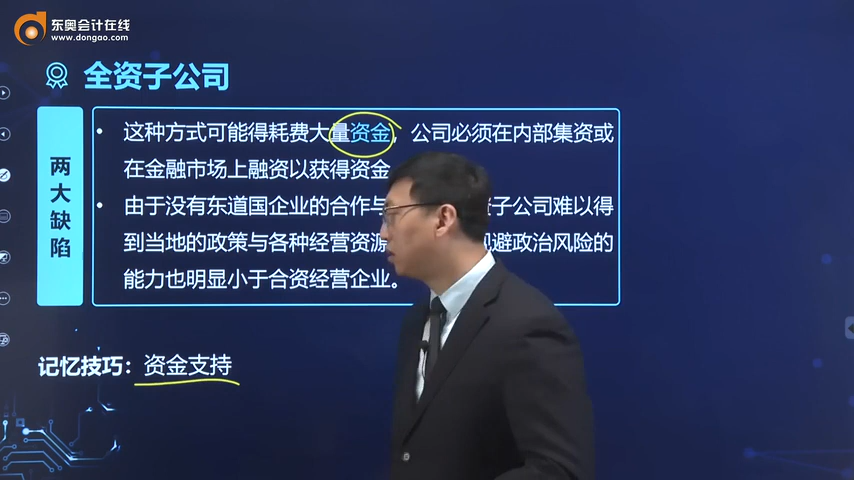 东奥会计在线
www.dongao.com
全资子公司
两大缺陷
• 这种方式可能得耗费大量资金，公司必须在内部集资或
在金融市场上融资以获得资金
• 由于没有东道国企业的合作与 资子公司难以得
到当地的政策与各种经营资源 规避政治风险的
能力也明显小于合资经营企业。
记忆技巧：资金支持